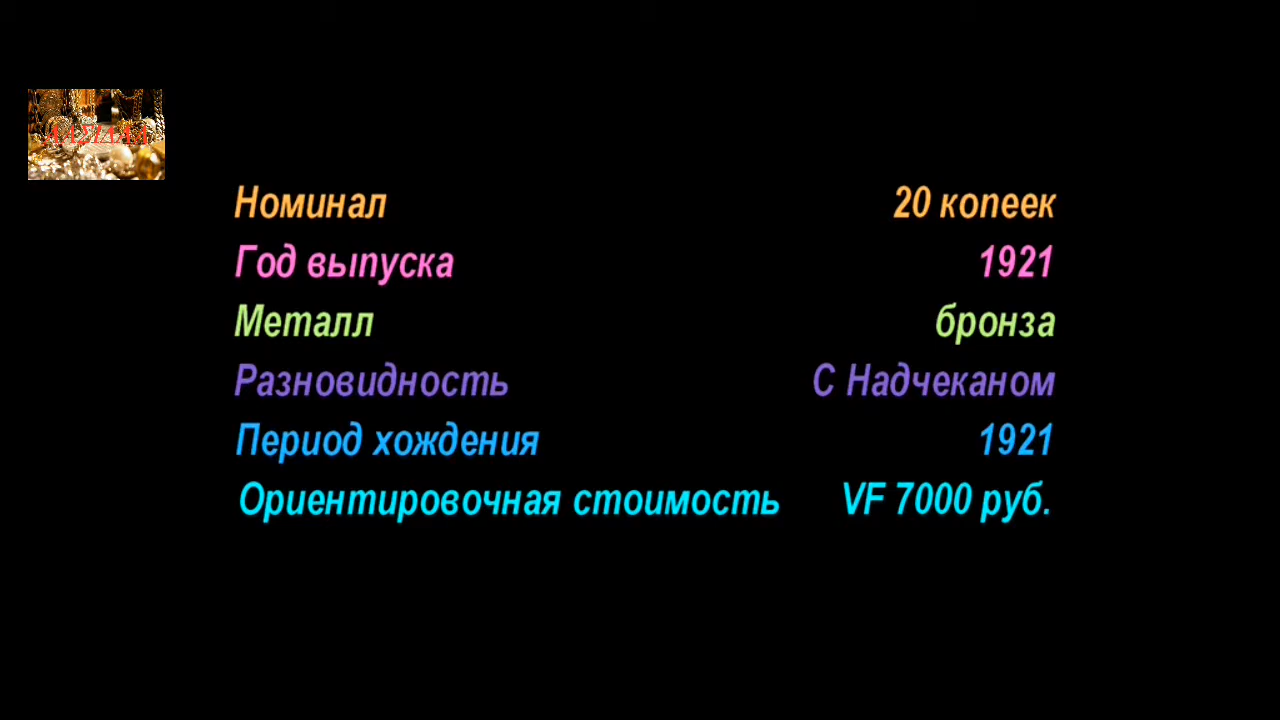 Номинал 20 копеек
Год выпуска 1921
Металл бронза
Разновидность С Надчеканом
Период хождения 1921
Ориентировочная стоимость VF 7000 руб.